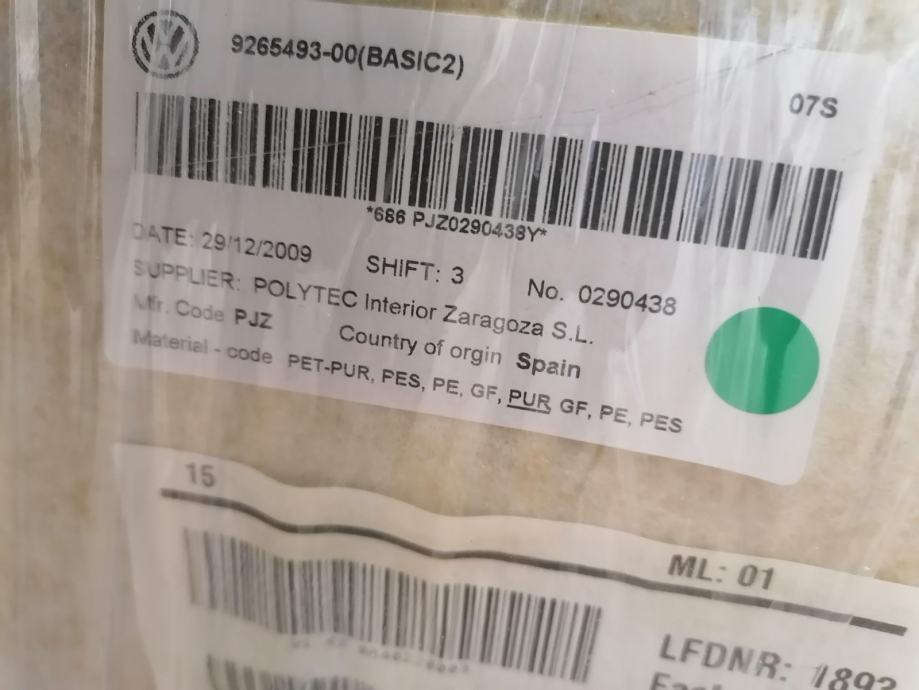 9265493-00(BASIC2)
07S
*686 PJZ0290438Y*
DATE: 29/12/2009 SHIFT: 3 No. 0290438
SUPPLIER: POLYTEC Interior Zaragoza S.L.
Mfr. Code PJZ Country of orgin Spain
Material - code PET-PUR, PES, PE, GF, PUR GF, PE, PES
15
ML: 01
LFDNR: 1892